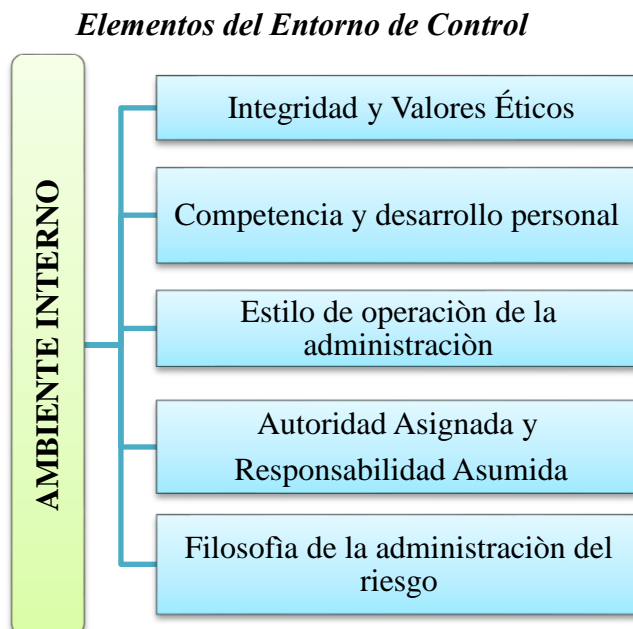 Elementos del Entorno de Control
AMBIENTE INTERNO
Integridad y Valores Éticos
Competencia y desarrollo personal
Estilo de operaciòn de la
administraciòn
Autoridad Asignada y
Responsabilidad Asumida
Filosofìa de la administraciòn del
riesgo